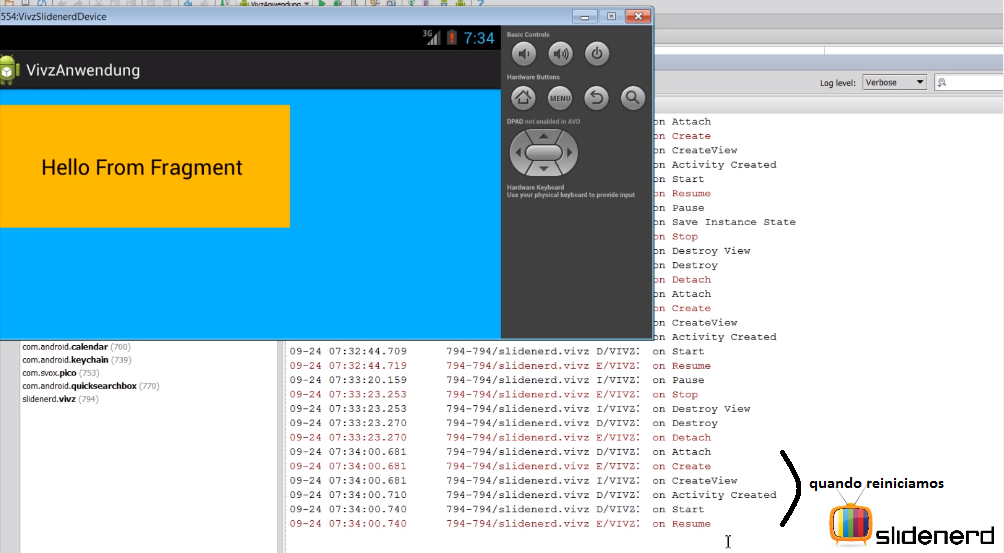 VivzAnwendung
554:VivzSlidenerdDevice
3G 7:34
VivzAnwendung
Hello From Fragment
Basic Controls
Hardware Buttons
MENU
DPAD not enabled in AVD
Hardware Keyboard
Use your physical keyboard to provide input
Log level: Verbose
on Attach
on Create
on CreateView
on Activity Created
on Start
on Resume
on Pause
on Save Instance State
on Stop
on Destroy View
on Destroy
on Detach
on Attach
on Create
on CreateView
on Activity Created
com.android.calendar (700)
com.android.keychain (739)
com.svox.pico (753)
com.android.quicksearchbox (770)
slidenerd.vivz (794)
09-24 07:32:44.709 794-794/slidenerd.vivz D/VIVZ: on Start
09-24 07:32:44.719 794-794/slidenerd.vivz E/VIVZ: on Resume
09-24 07:33:20.159 794-794/slidenerd.vivz I/VIVZ: on Pause
09-24 07:33:23.253 794-794/slidenerd.vivz E/VIVZ: on Stop
09-24 07:33:23.253 794-794/slidenerd.vivz I/VIVZ: on Destroy View
09-24 07:33:23.270 794-794/slidenerd.vivz D/VIVZ: on Destroy
09-24 07:33:23.270 794-794/slidenerd.vivz E/VIVZ: on Detach
09-24 07:34:00.681 794-794/slidenerd.vivz D/VIVZ: on Attach
09-24 07:34:00.681 794-794/slidenerd.vivz E/VIVZ: on Create
09-24 07:34:00.681 794-794/slidenerd.vivz I/VIVZ: on CreateView
09-24 07:34:00.710 794-794/slidenerd.vivz D/VIVZ: on Activity Created
09-24 07:34:00.740 794-794/slidenerd.vivz D/VIVZ: on Start
09-24 07:34:00.740 794-794/slidenerd.vivz E/VIVZ: on Resume
quando reiniciamos
slidenerd